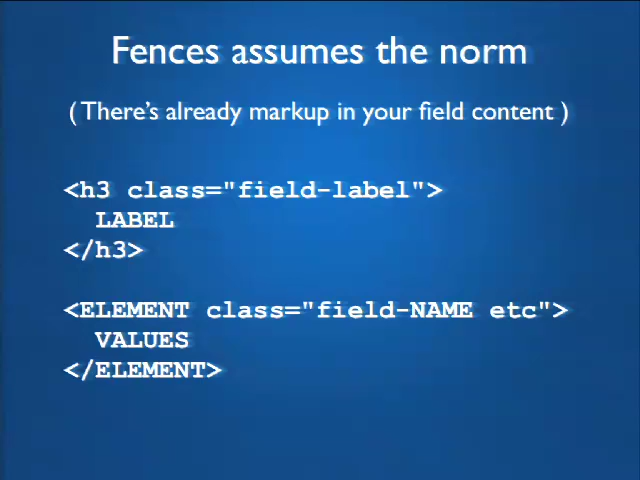 Fences assumes the norm
( There's already markup in your field content )
<h3 class="field-label">
LABEL
</h3>
<ELEMENT class="field-NAME etc">
VALUES
</ELEMENT>